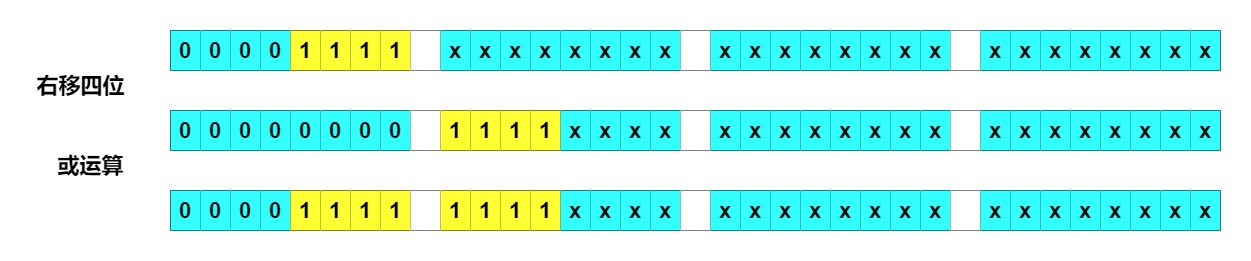 0 0 0 0 1 1 1 1 x x x x x x x x x x x x x x x x x x x x x x x x
右移四位
0 0 0 0 0 0 0 0 1 1 1 1 x x x x x x x x x x x x x x x x x x x x
或运算
0 0 0 0 1 1 1 1 1 1 1 1 x x x x x x x x x x x x x x x x x x x x